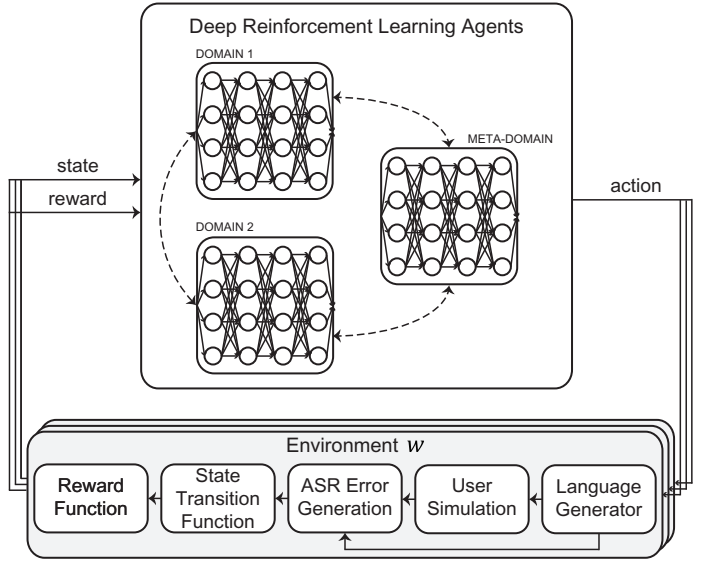 Deep Reinforcement Learning Agents
DOMAIN 1
META-DOMAIN
state
reward
action
DOMAIN 2
Environment w
Reward
Function
State
Transition
Function
ASR Error
Generation
User
Simulation
Language
Generator